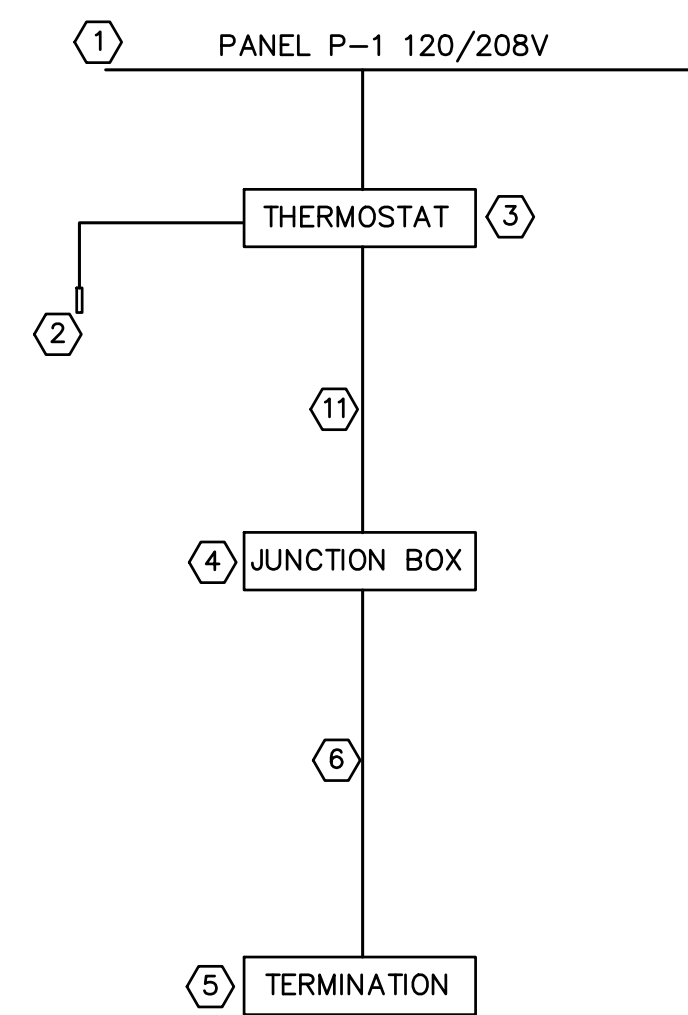 1
PANEL P-1 120/208V
THERMOSTAT
3
2
11
4
JUNCTION BOX
6
5
TERMINATION